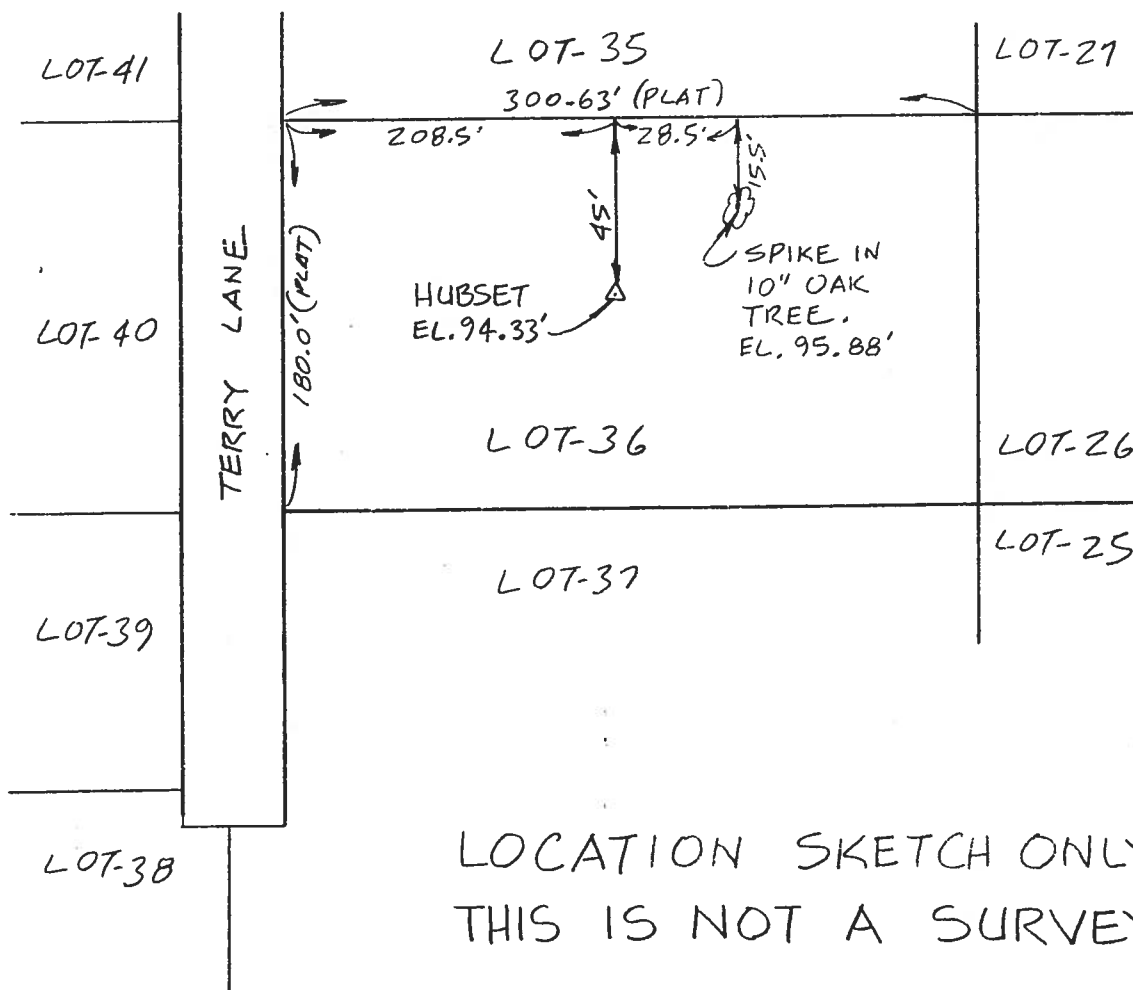 LOT-41
LOT-35
LOT-27
300.63' (PLAT)
208.5'
28.5'
15.5'
45'
180.0' (PLAT)
TERRY LANE
LOT-40
HUBSET
EL. 94.33'
SPIKE IN
10" OAK
TREE.
EL. 95.88'
LOT-36
LOT-26
LOT-25
LOT-37
LOT-39
LOT-38
LOCATION SKETCH ONLY
THIS IS NOT A SURVEY